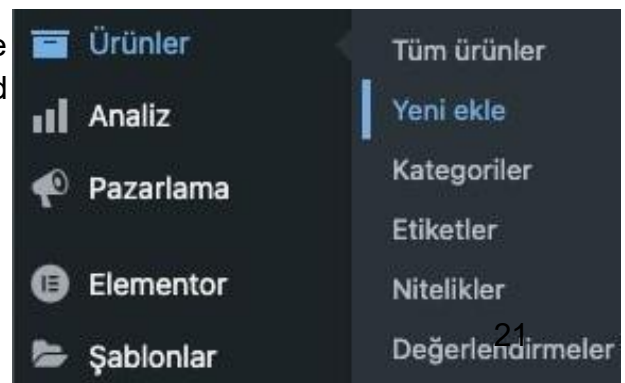 e
d
Ürünler
Analiz
Pazarlama
Elementor
Şablonlar
Tüm ürünler
Yeni ekle
Kategoriler
Etiketler
Nitelikler
Değerlendirmeler
21